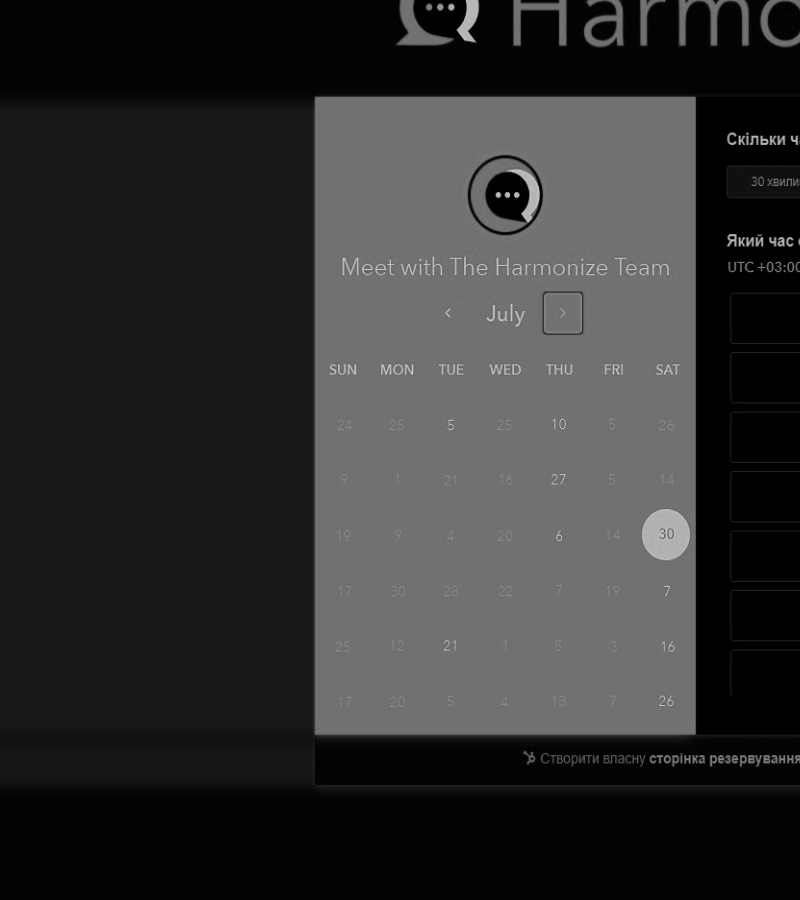 Harmo
Meet with The Harmonize Team
July
SUN MON TUE WED THU FRI SAT
24 25 5 25 10 5 26
9 1 21 16 27 5 14
19 9 4 20 6 14 30
17 30 28 22 7 19 7
25 12 21 1 5 3 16
17 20 5 4 13 7 26
Скільки ч
30 хвили
Який час
UTC +03:00
Створити власну сторінка резервування